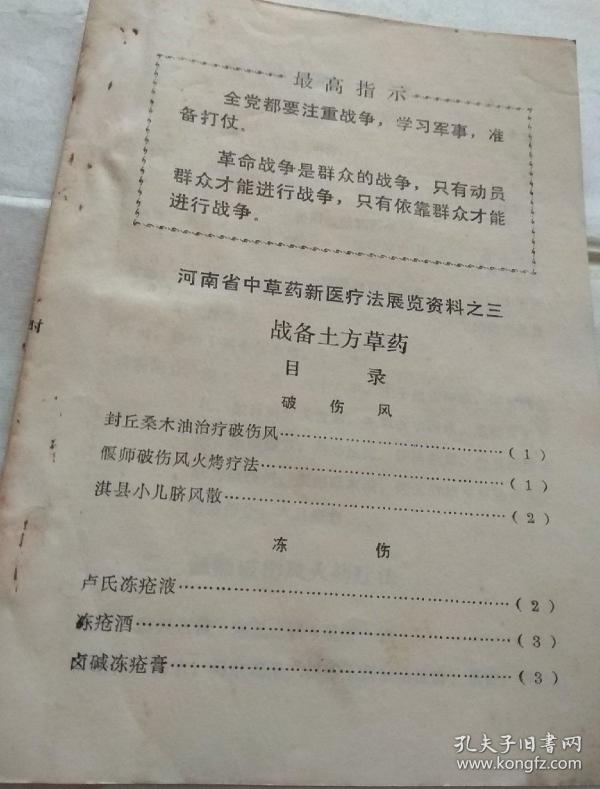 最高指示
全党都要注重战争，学习军事，准
备打仗。
革命战争是群众的战争，只有动员
群众才能进行战争，只有依靠群众才能
进行战争。
河南省中草药新医疗法展览资料之三
战备土方草药
目 录
破 伤 风
封丘桑木油治疗破伤风……………………（1）
偃师破伤风火烤疗法……………………（1）
淇县小儿脐风散……………………（2）
冻 伤
卢氏冻疮液……………………………（2）
冻疮酒……………………………（3）
卤碱冻疮膏……………………………（3）
时
孔夫子旧书网
www.kongfz.com